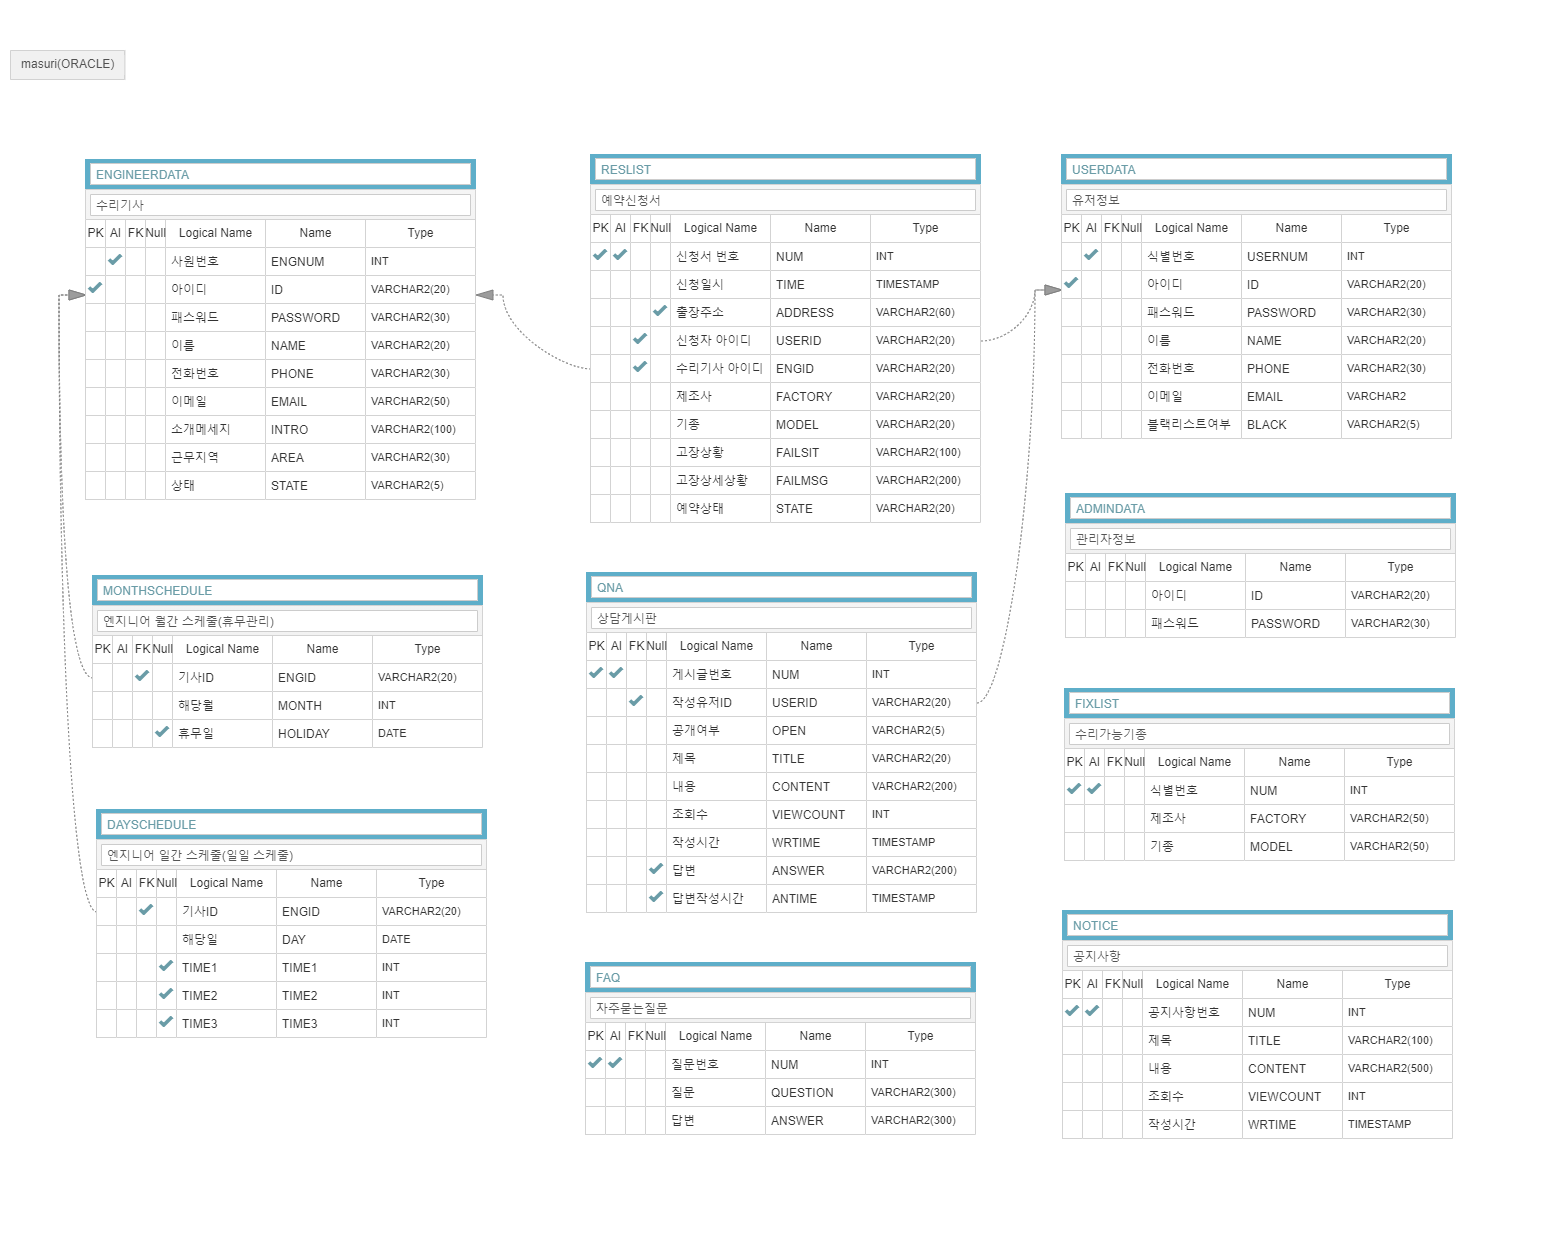 masuri(ORACLE)
ENGINEERDATA
수리기사
PK AI FK Null Logical Name Name Type
사원번호 ENGNUM INT
아이디 ID VARCHAR2(20)
패스워드 PASSWORD VARCHAR2(30)
이름 NAME VARCHAR2(20)
전화번호 PHONE VARCHAR2(30)
이메일 EMAIL VARCHAR2(50)
소개메세지 INTRO VARCHAR2(100)
근무지역 AREA VARCHAR2(30)
상태 STATE VARCHAR2(5)
RESLIST
예약신청서
PK AI FK Null Logical Name Name Type
신청서 번호 NUM INT
신청일시 TIME TIMESTAMP
출장주소 ADDRESS VARCHAR2(60)
신청자 아이디 USERID VARCHAR2(20)
수리기사 아이디 ENGID VARCHAR2(20)
제조사 FACTORY VARCHAR2(20)
기종 MODEL VARCHAR2(20)
고장상황 FAILSIT VARCHAR2(100)
고장상세상황 FAILMSG VARCHAR2(200)
예약상태 STATE VARCHAR2(20)
USERDATA
유저정보
PK AI FK Null Logical Name Name Type
식별번호 USERNUM INT
아이디 ID VARCHAR2(20)
패스워드 PASSWORD VARCHAR2(30)
이름 NAME VARCHAR2(20)
전화번호 PHONE VARCHAR2(30)
이메일 EMAIL VARCHAR2
블랙리스트여부 BLACK VARCHAR2(5)
ADMINDATA
관리자정보
PK AI FK Null Logical Name Name Type
아이디 ID VARCHAR2(20)
패스워드 PASSWORD VARCHAR2(30)
MONTHSCHEDULE
엔지니어 월간 스케줄(휴무관리)
PK AI FK Null Logical Name Name Type
기사ID ENGID VARCHAR2(20)
해당월 MONTH INT
휴무일 HOLIDAY DATE
QNA
상담게시판
PK AI FK Null Logical Name Name Type
게시글번호 NUM INT
작성유저ID USERID VARCHAR2(20)
공개여부 OPEN VARCHAR2(5)
제목 TITLE VARCHAR2(20)
내용 CONTENT VARCHAR2(200)
조회수 VIEWCOUNT INT
작성시간 WRTIME TIMESTAMP
답변 ANSWER VARCHAR2(200)
답변작성시간 ANTIME TIMESTAMP
FIXLIST
수리가능기종
PK AI FK Null Logical Name Name Type
식별번호 NUM INT
제조사 FACTORY VARCHAR2(50)
기종 MODEL VARCHAR2(50)
DAYSCHEDULE
엔지니어 일간 스케줄(일일 스케줄)
PK AI FK Null Logical Name Name Type
기사ID ENGID VARCHAR2(20)
해당일 DAY DATE
TIME1 TIME1 INT
TIME2 TIME2 INT
TIME3 TIME3 INT
FAQ
자주묻는질문
PK AI FK Null Logical Name Name Type
질문번호 NUM INT
질문 QUESTION VARCHAR2(300)
답변 ANSWER VARCHAR2(300)
NOTICE
공지사항
PK AI FK Null Logical Name Name Type
공지사항번호 NUM INT
제목 TITLE VARCHAR2(100)
내용 CONTENT VARCHAR2(500)
조회수 VIEWCOUNT INT
작성시간 WRTIME TIMESTAMP